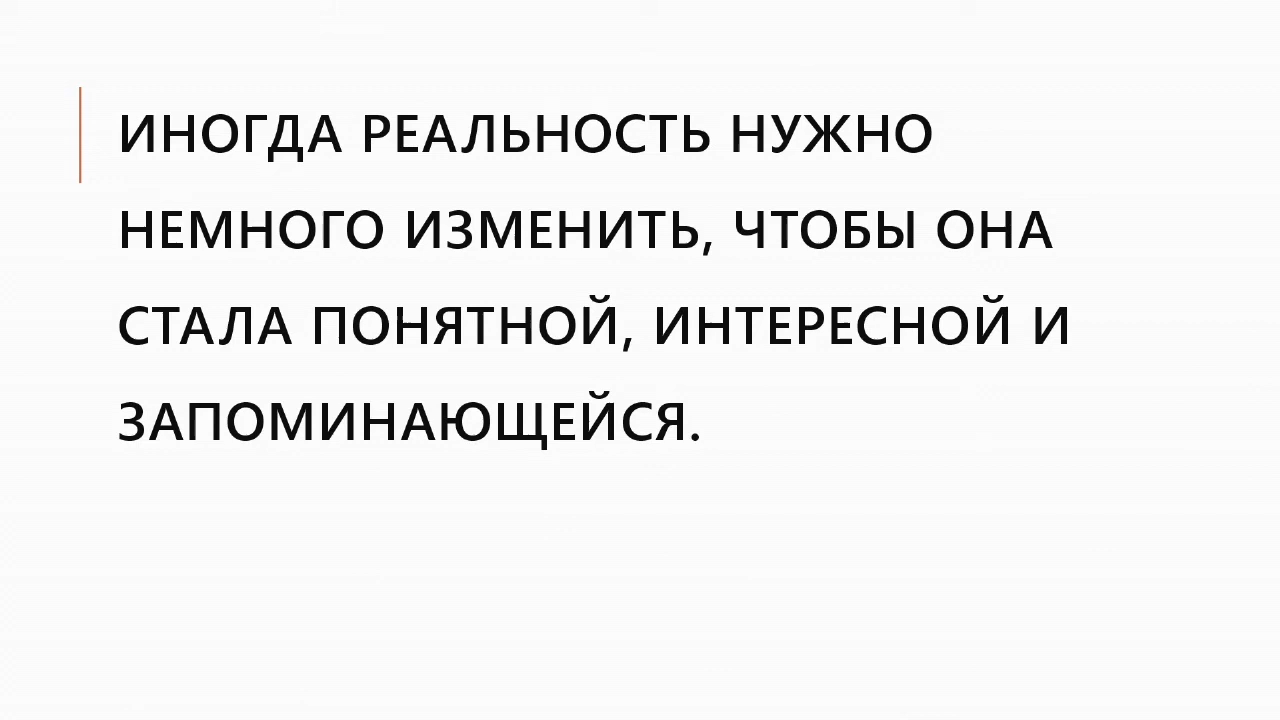 ИНОГДА РЕАЛЬНОСТЬ НУЖНО
НЕМНОГО ИЗМЕНИТЬ, ЧТОБЫ ОНА
СТАЛА ПОНЯТНОЙ, ИНТЕРЕСНОЙ И
ЗАПОМИНАЮЩЕЙСЯ.